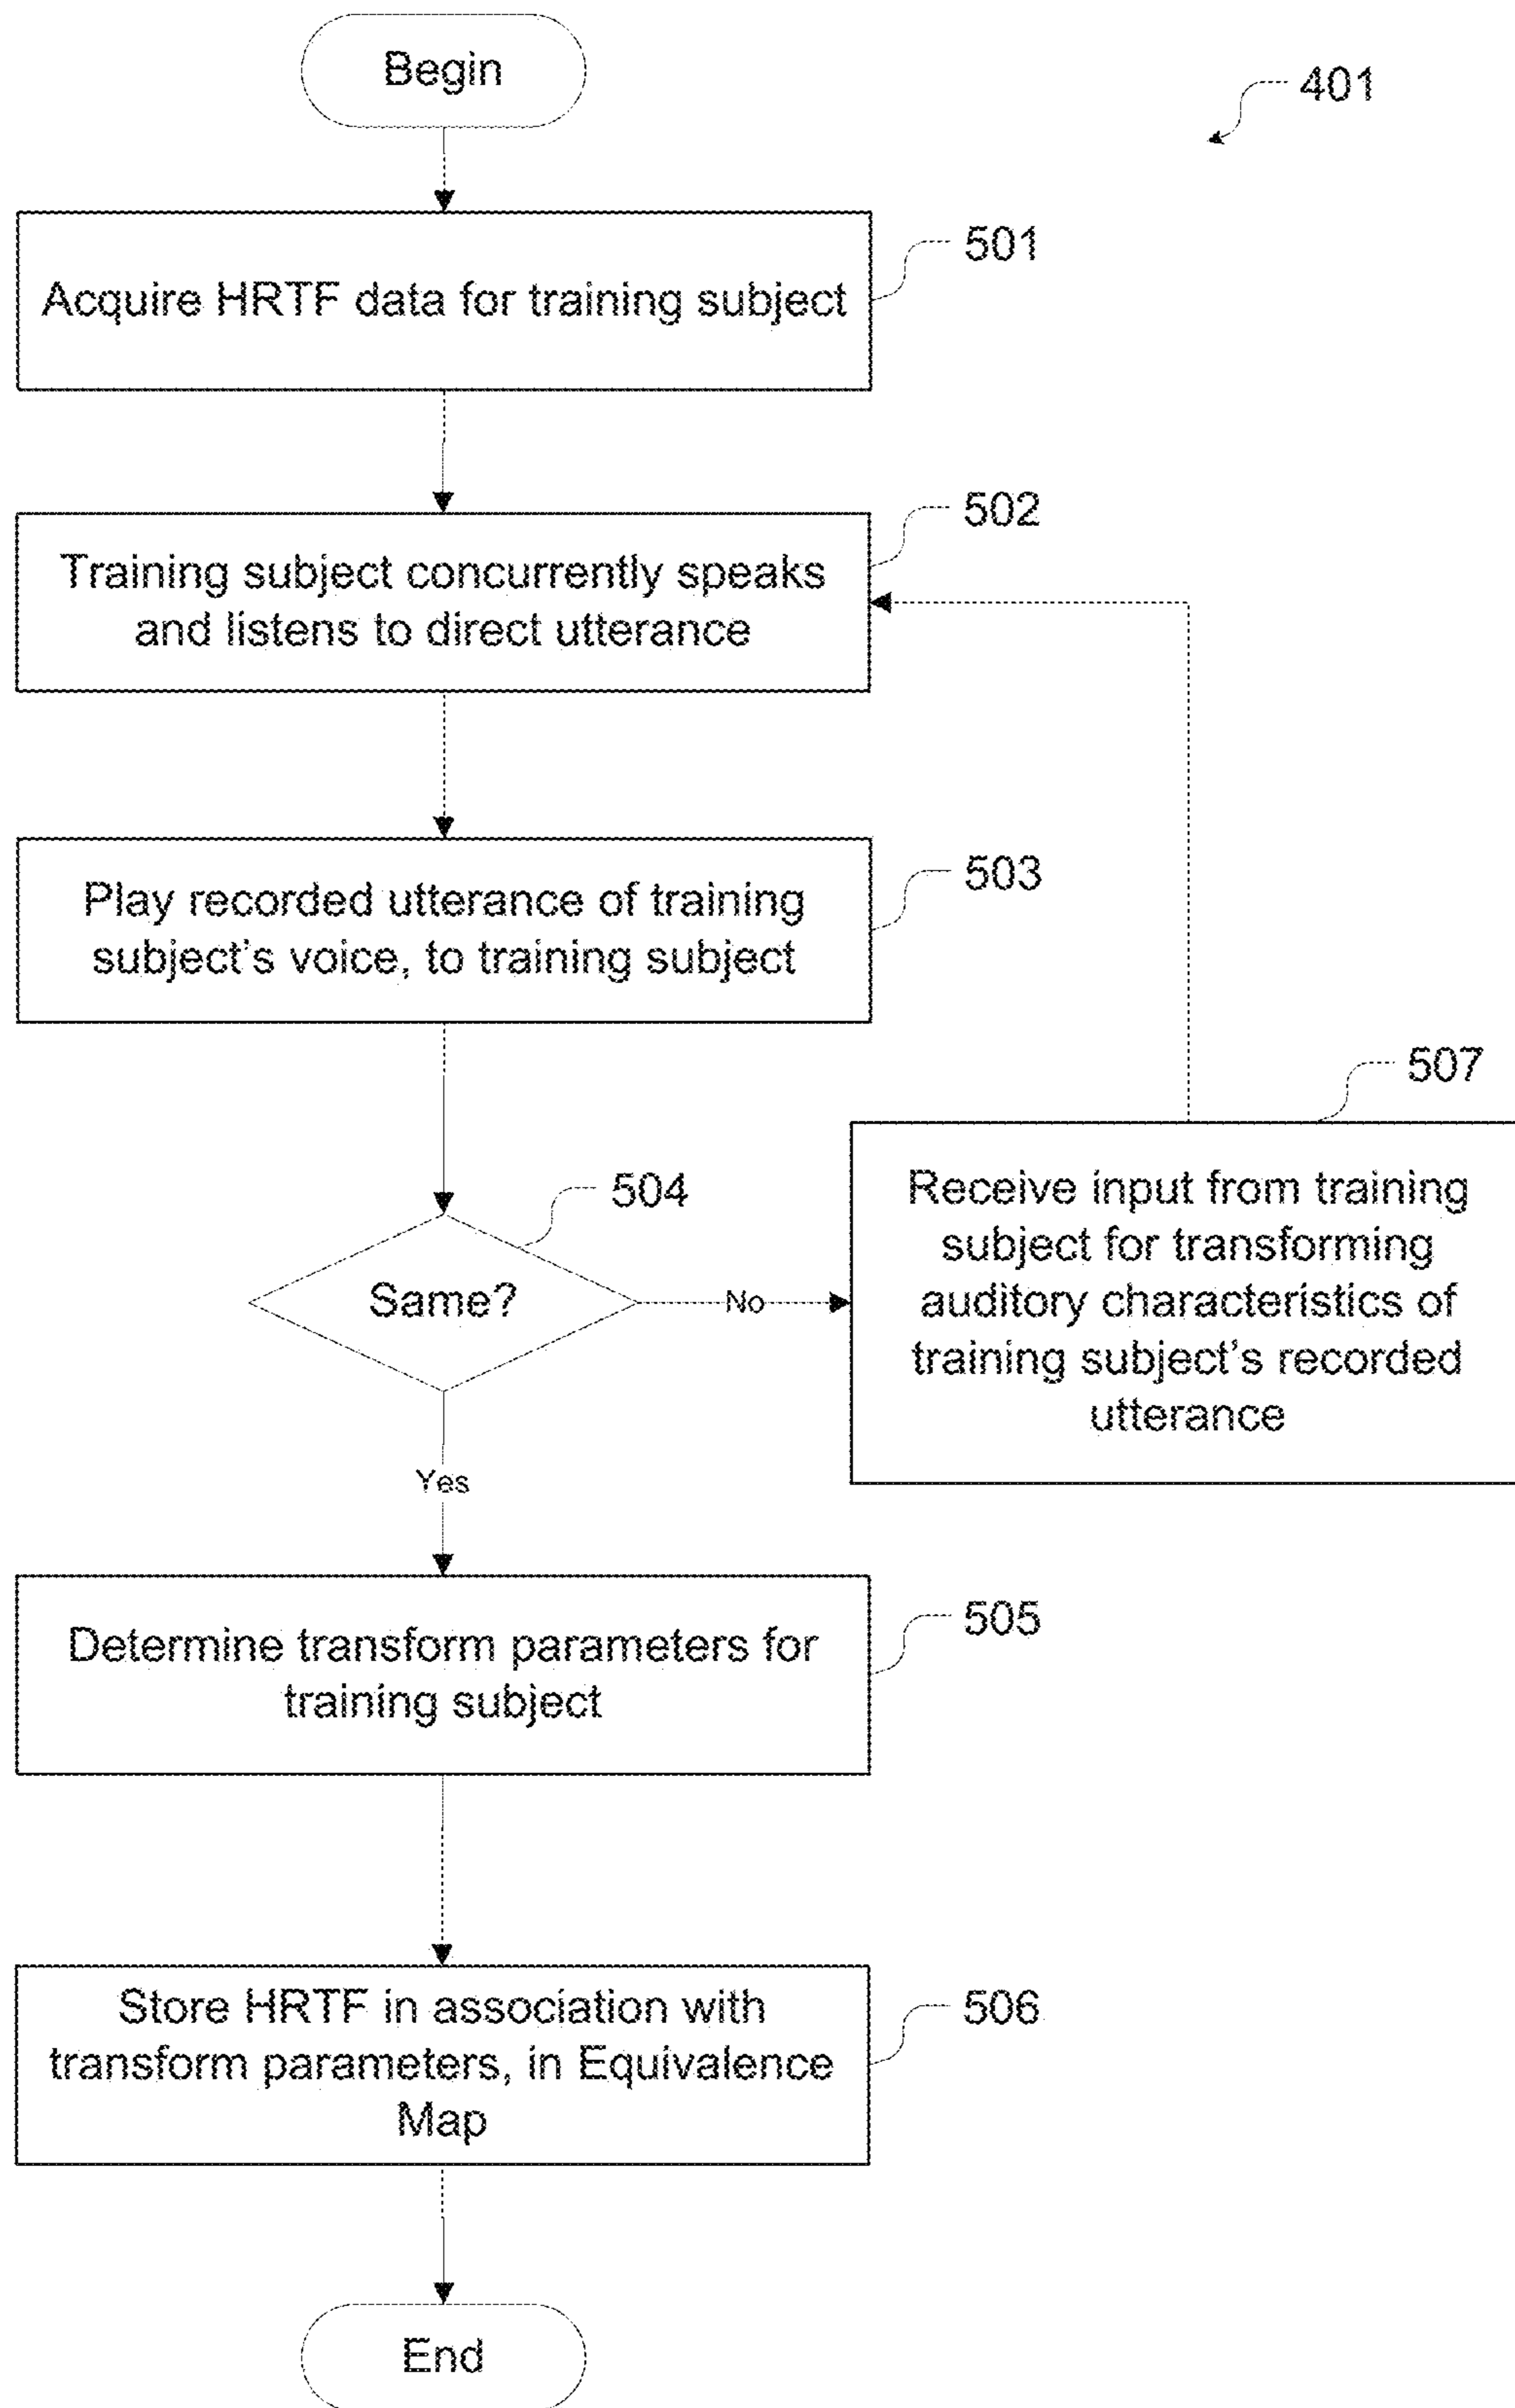 Begin
401
501
Acquire HRTF data for training subject
502
Training subject concurrently speaks
and listens to direct utterance
503
Play recorded utterance of training
subject's voice, to training subject
507
504
Same?
No
Receive input from training
subject for transforming
auditory characteristics of
training subject's recorded
utterance
Yes
505
Determine transform parameters for
training subject
506
Store HRTF in association with
transform parameters, in Equivalence
Map
End